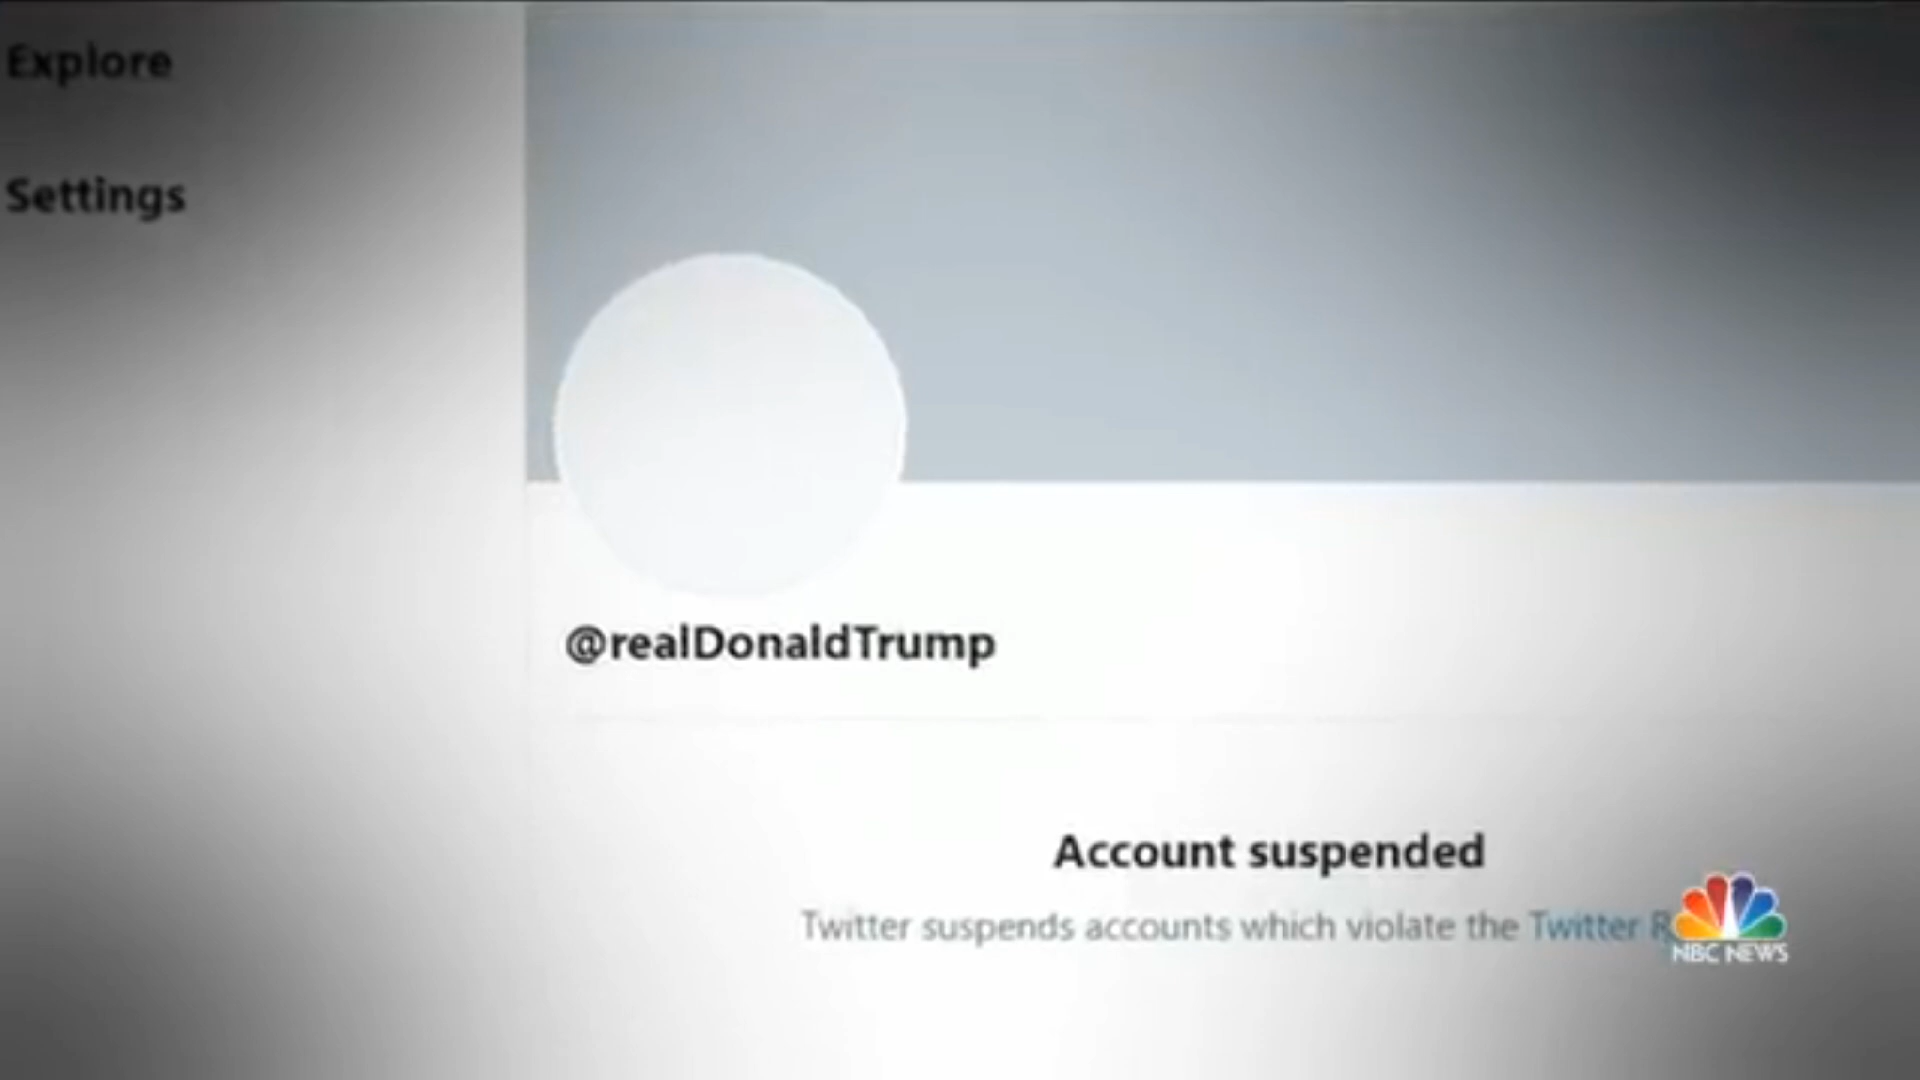 Explore
Settings
@realDonaldTrump
Account suspended
Twitter suspends accounts which violate the Twitter R
NBC NEWS